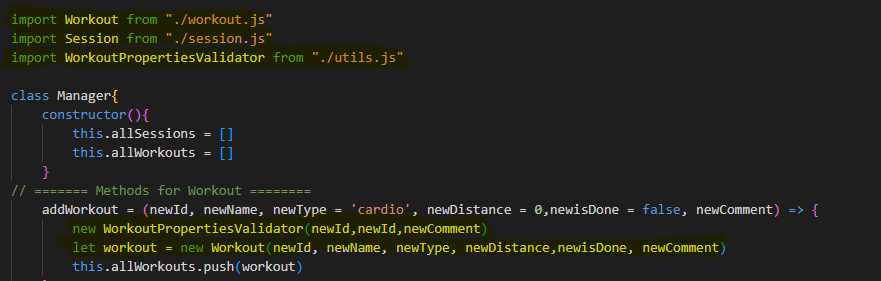 import Workout from "./workout.js"
import Session from "./session.js"
import WorkoutPropertiesValidator from "./utils.js"
class Manager{
constructor(){
this.allSessions = []
this.allWorkouts = []
}
// ======= Methods for Workout ========
addWorkout = (newId, newName, newType = 'cardio', newDistance = 0,newisDone = false, newComment) => {
new WorkoutPropertiesValidator(newId,newId,newComment)
let workout = new Workout(newId, newName, newType, newDistance,newisDone, newComment)
this.allWorkouts.push(workout)